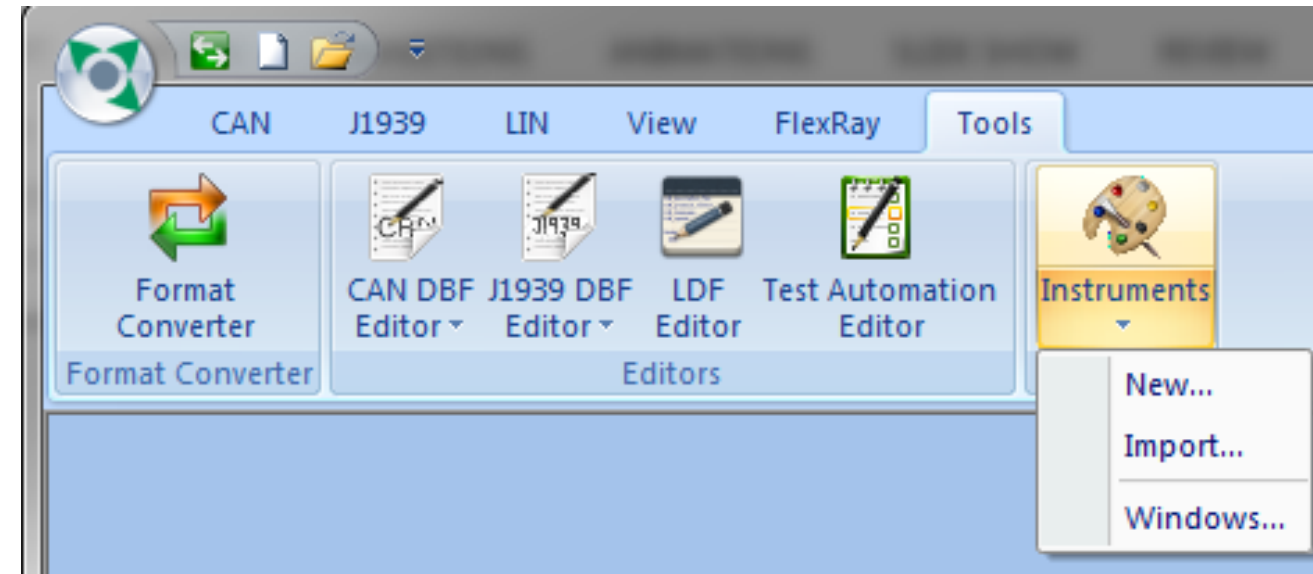 CAN J1939 LIN View FlexRay Tools
Format Converter
CAN DBF Editor
J1939 DBF Editor
LDF Editor
Test Automation Editor
Instruments
Format Converter
Editors
New...
Import...
Windows...